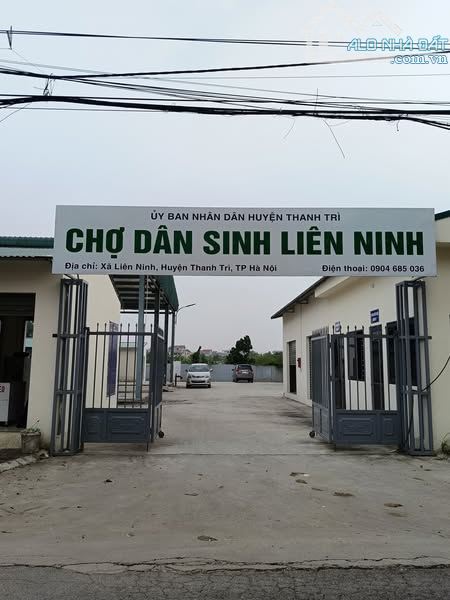 ALO NHÀ ĐẤT
.com.vn
ỦY BAN NHÂN DÂN HUYỆN THANH TRÌ
CHỢ DÂN SINH LIÊN NINH
Địa chỉ: Xã Liên Ninh, Huyện Thanh Trì, TP Hà Nội Điện thoại: 0904 685 036